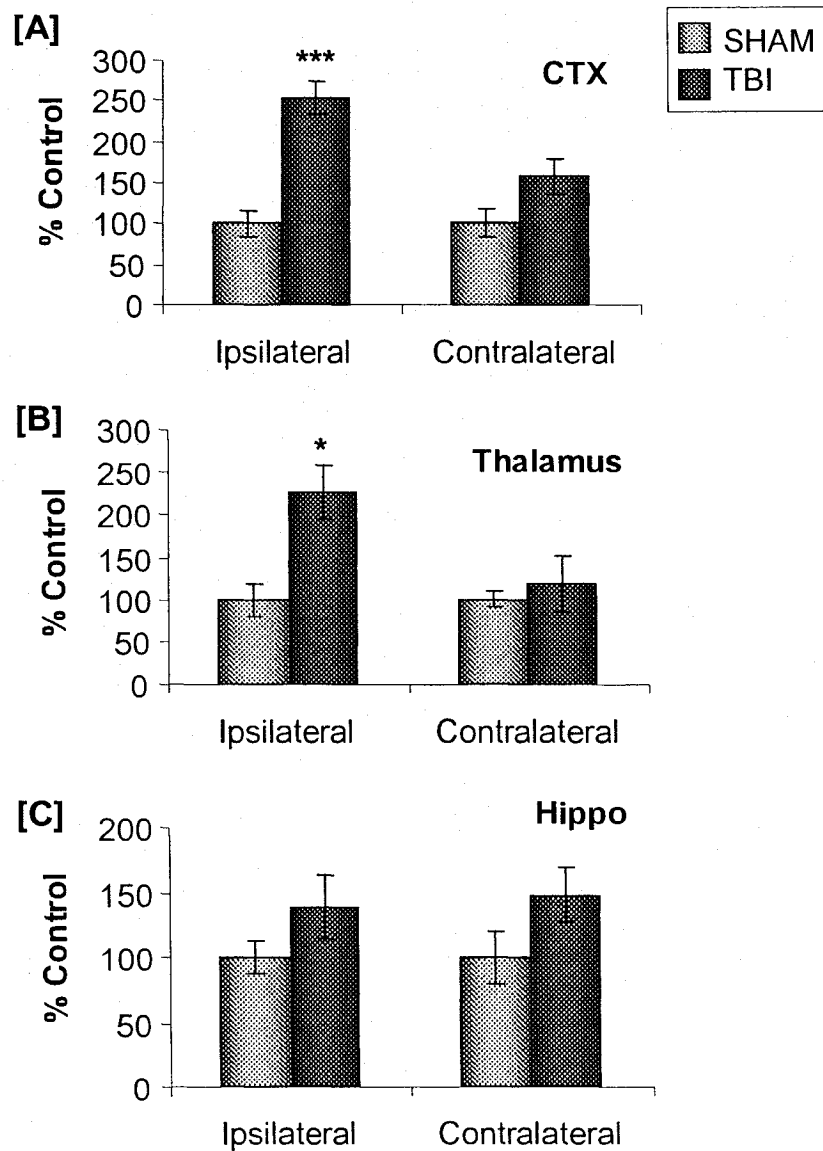 [A]
SHAM
TBI
CTX
***
% Control
300
250
200
150
100
50
0
Ipsilateral Contralateral
[B]
Thalamus
*
% Control
300
250
200
150
100
50
0
Ipsilateral Contralateral
[C]
Hippo
% Control
200
150
100
50
0
Ipsilateral Contralateral